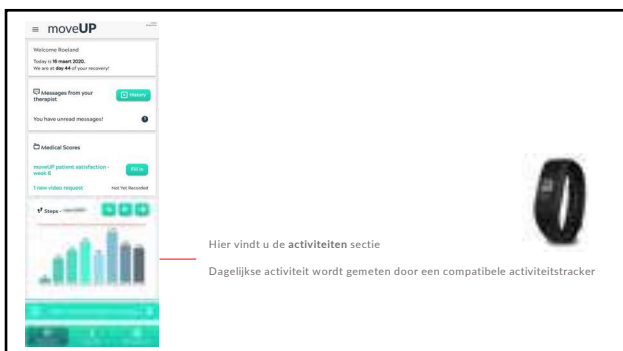 moveUP
Welcome Roeland
Today is 15 maart 2020.
We are at day 44 of your recovery!
Messages from your therapist
History
You have unread messages!
Medical Scores
moveUP patient satisfaction - week 6
Fill in
1 new video request
Not Yet Recorded
Steps -
Hier vindt u de activiteiten sectie
Dagelijkse activiteit wordt gemeten door een compatibele activiteitstracker